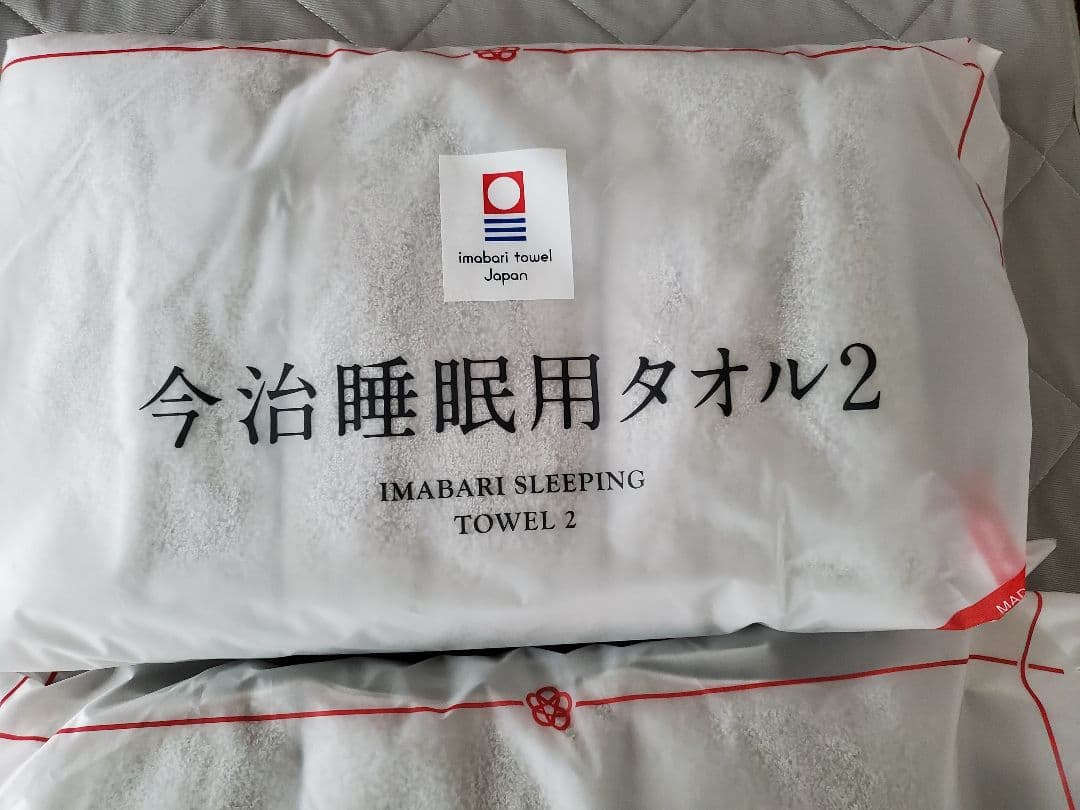 imabari towel
Japan
今治睡眠用タオル2
IMABARI SLEEPING
TOWEL 2